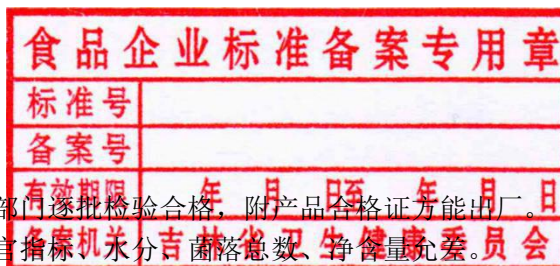 食品企业标准备案专用章
标准号
备案号
有效期限 年 月 日至 年 月 日
部门逐批检验合格，附产品合格证方能出厂。
备案机关 吉林省卫生健康委员会
官指标、水分、菌落总数、净含量允差。